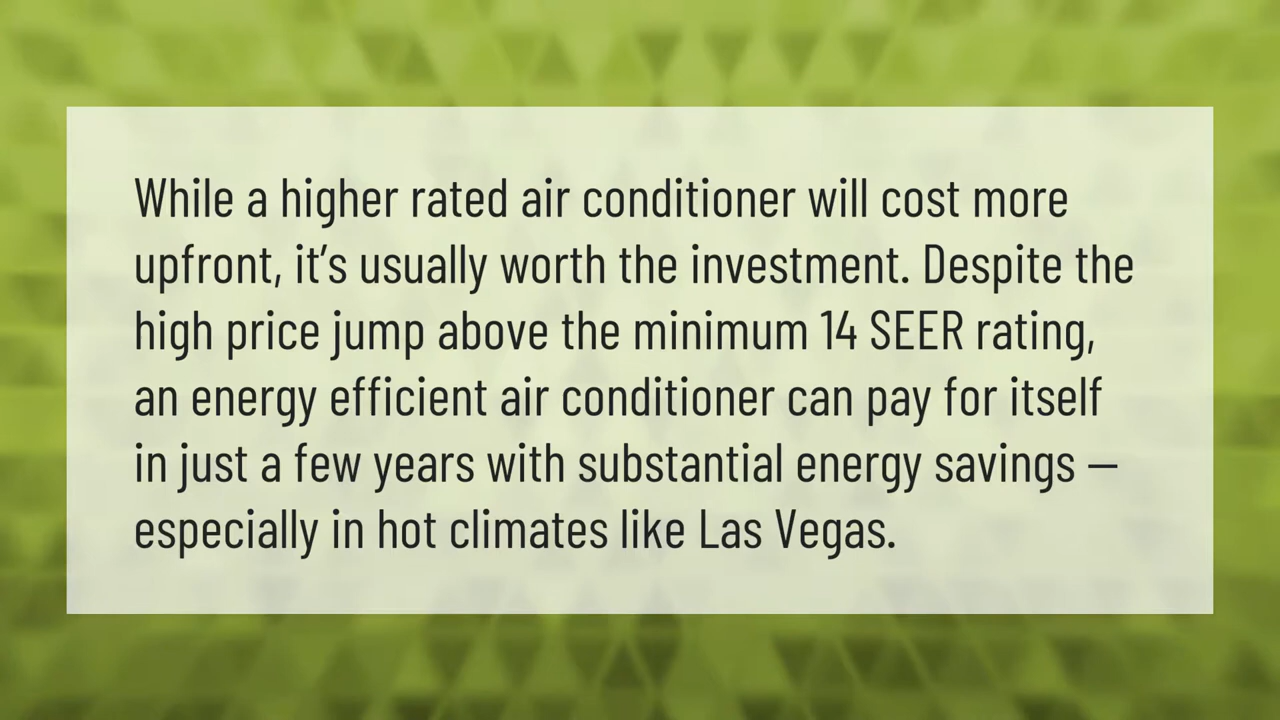 While a higher rated air conditioner will cost more
upfront, it’s usually worth the investment. Despite the
high price jump above the minimum 14 SEER rating,
an energy efficient air conditioner can pay for itself
in just a few years with substantial energy savings –
especially in hot climates like Las Vegas.